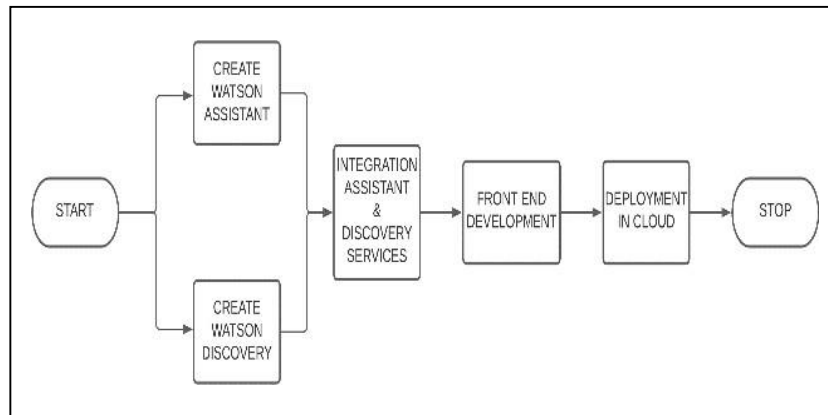 START
CREATE
WATSON
ASSISTANT
CREATE
WATSON
DISCOVERY
INTEGRATION
ASSISTANT
&
DISCOVERY
SERVICES
FRONT END
DEVELOPMENT
DEPLOYMENT
IN CLOUD
STOP